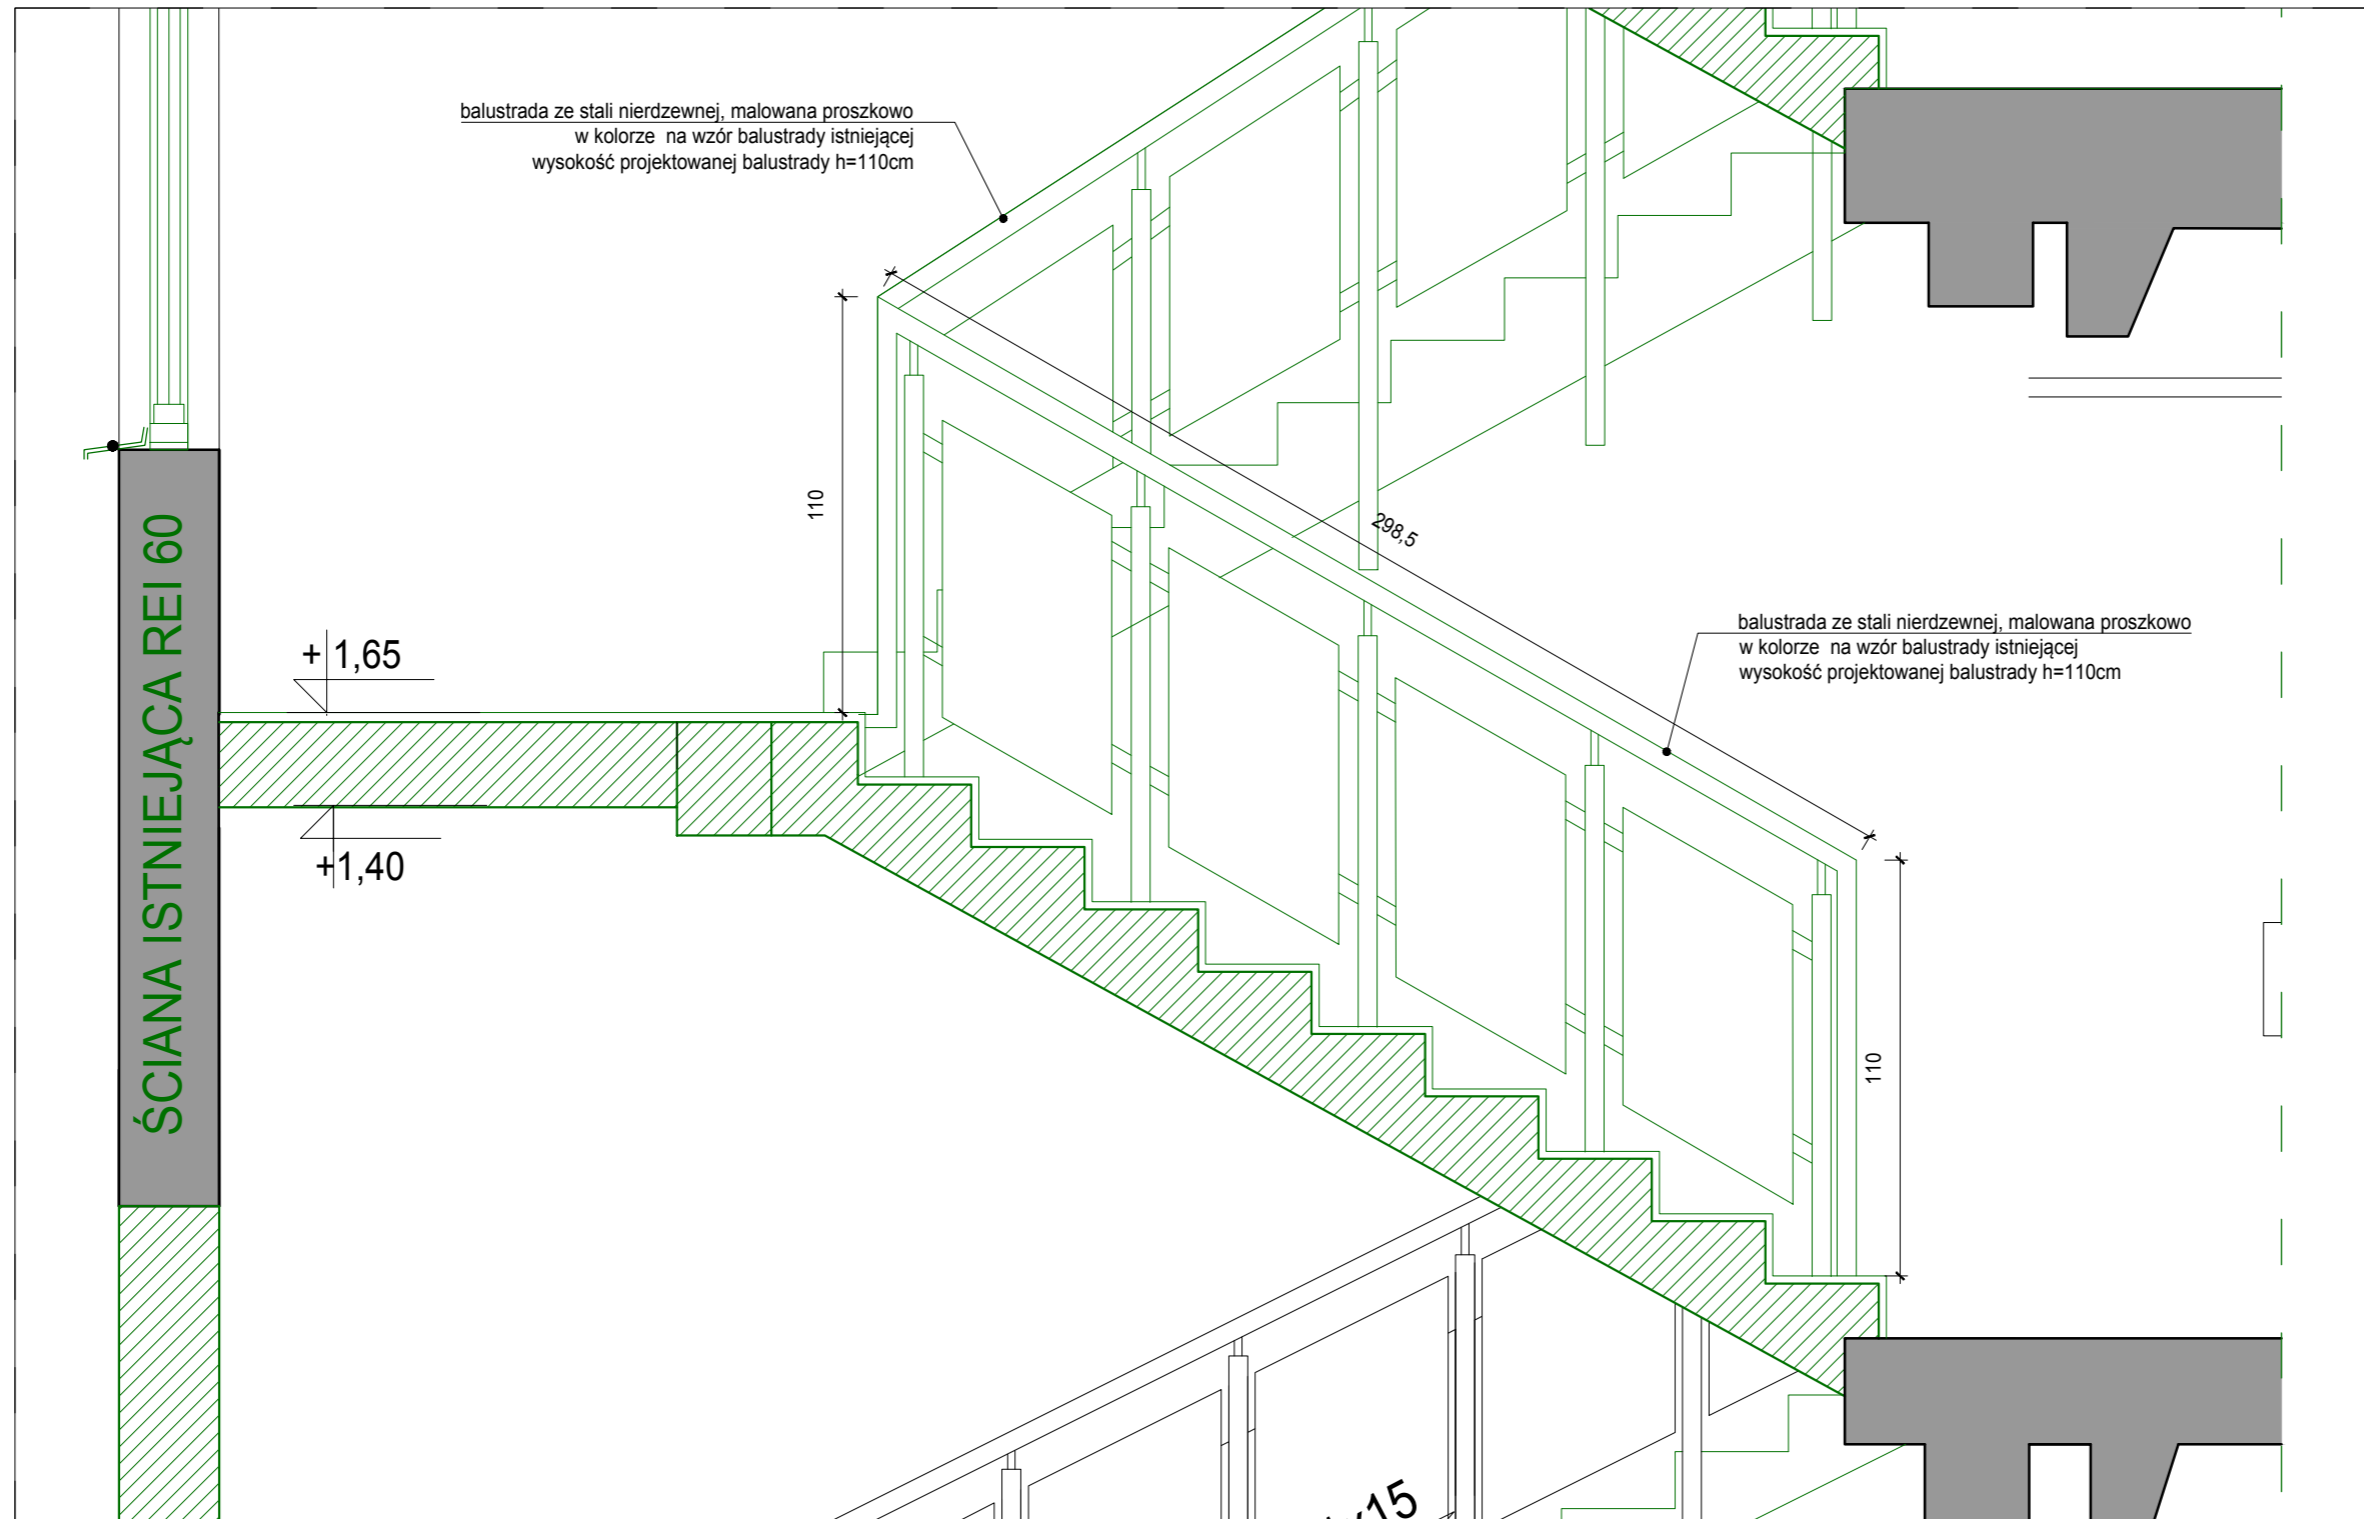 balustrada ze stali nierdzewnej, malowana proszkowo
w kolorze  na wzór balustrady istniejącej
wysokość projektowanej balustrady h=110cm
110
298,5
ŚCIANA ISTNIEJĄCA REI 60
+1,65
balustrada ze stali nierdzewnej, malowana proszkowo
w kolorze  na wzór balustrady istniejącej
wysokość projektowanej balustrady h=110cm
+1,40
110
x15